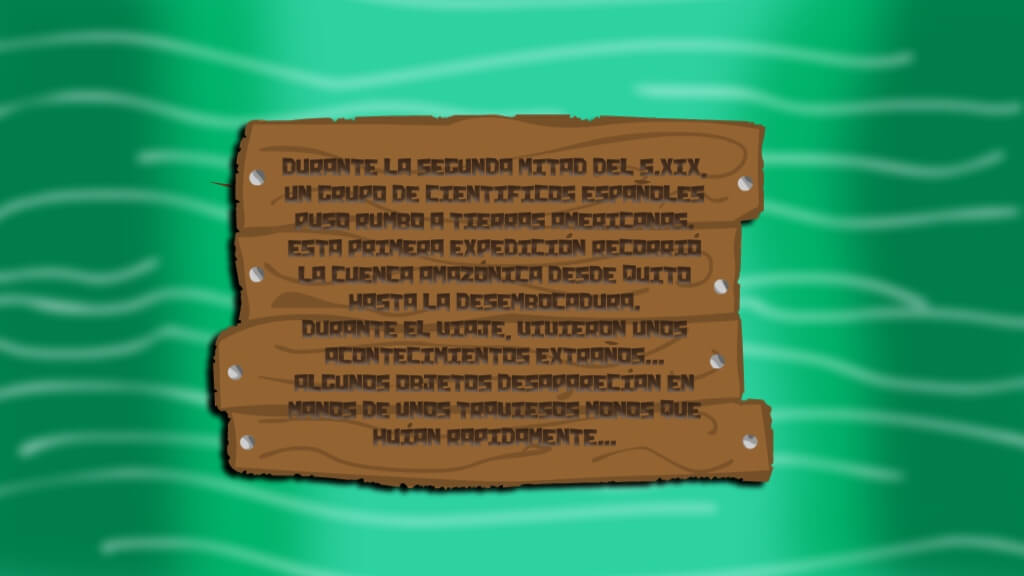 DURANTE LA SEGUNDA MITAD DEL S.XIX,
UN GRUPO DE CIENTIFICOS ESPAÑOLES
PUSO RUMBO A TIERRAS AMERICANAS.
ESTA PRIMERA EXPEDICIÓN RECORRIÓ
LA CUENCA AMAZÓNICA DESDE QUITO
HASTA LA DESEMBOCADURA.
DURANTE EL VIAJE, VIVIERON UNOS
ACONTECIMIENTOS EXTRAÑOS...
ALGUNOS OBJETOS DESAPARECÍAN EN
MANOS DE UNOS TRAVIESOS MONOS QUE
HUÍAN RAPIDAMENTE...